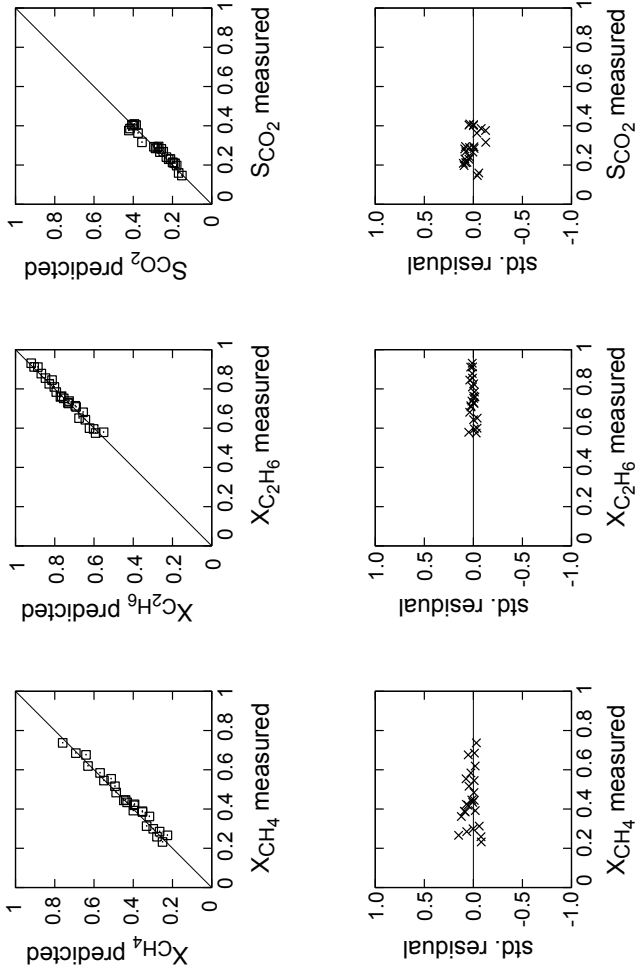 1
0.8
0.6
0.4
0.2
0
X_CH4 predicted
0 0.2 0.4 0.6 0.8 1
X_CH4 measured
1
0.8
0.6
0.4
0.2
0
X_C2H6 predicted
0 0.2 0.4 0.6 0.8 1
X_C2H6 measured
1
0.8
0.6
0.4
0.2
0
S_CO2 predicted
0 0.2 0.4 0.6 0.8 1
S_CO2 measured
1.0
0.5
0.0
-0.5
-1.0
std. residual
0 0.2 0.4 0.6 0.8 1
X_CH4 measured
1.0
0.5
0.0
-0.5
-1.0
std. residual
0 0.2 0.4 0.6 0.8 1
X_C2H6 measured
1.0
0.5
0.0
-0.5
-1.0
std. residual
0 0.2 0.4 0.6 0.8 1
S_CO2 measured